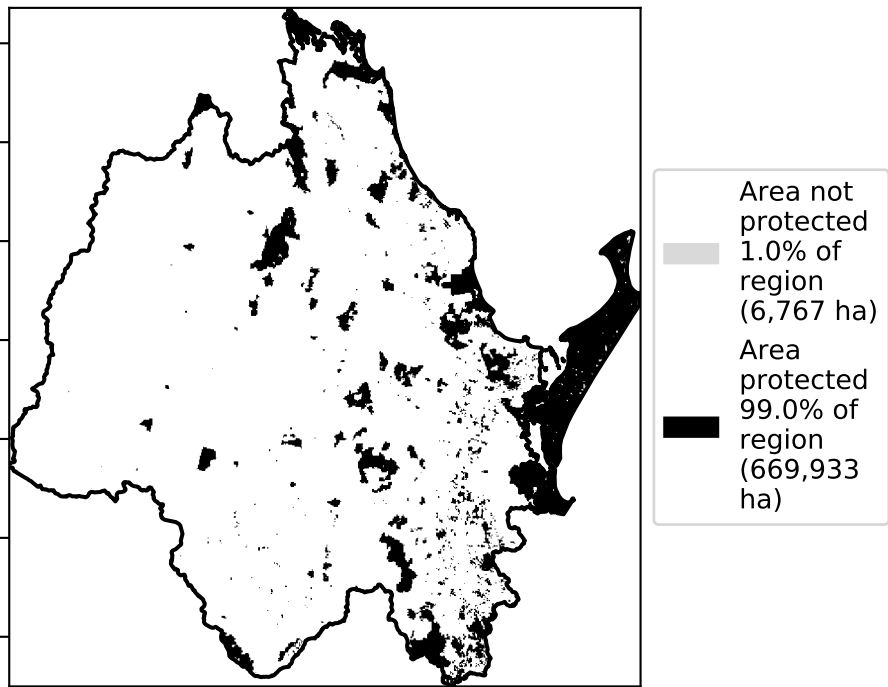 Area not
protected
1.0% of
region
(6,767 ha)
Area
protected
99.0% of
region
(669,933
ha)